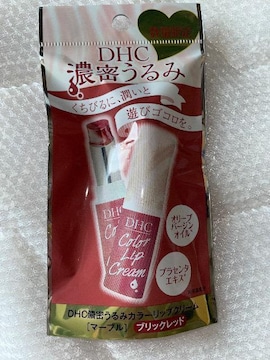 DHC
濃密うるみ
くちびるに、潤いと
遊びゴコロを。
DHC
Color
Lip
Cream
オリーブ
バージン
オイル
プラセンタ
エキス
DHC濃密うるみカラーリップクリーム
[マーブル] ブリックレッド